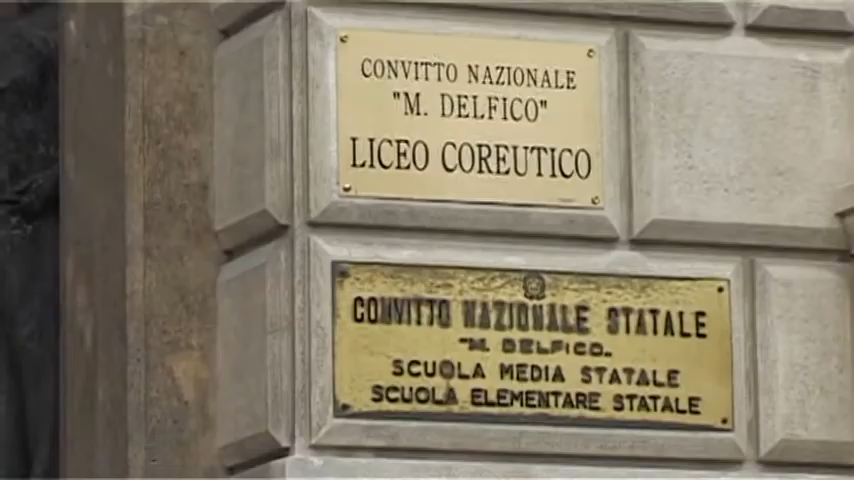 CONVITTO NAZIONALE
"M. DELFICO"
LICEO COREUTICO
CONVITTO NAZIONALE STATALE
"M. DELFICO"
SCUOLA MEDIA STATALE
SCUOLA ELEMENTARE STATALE